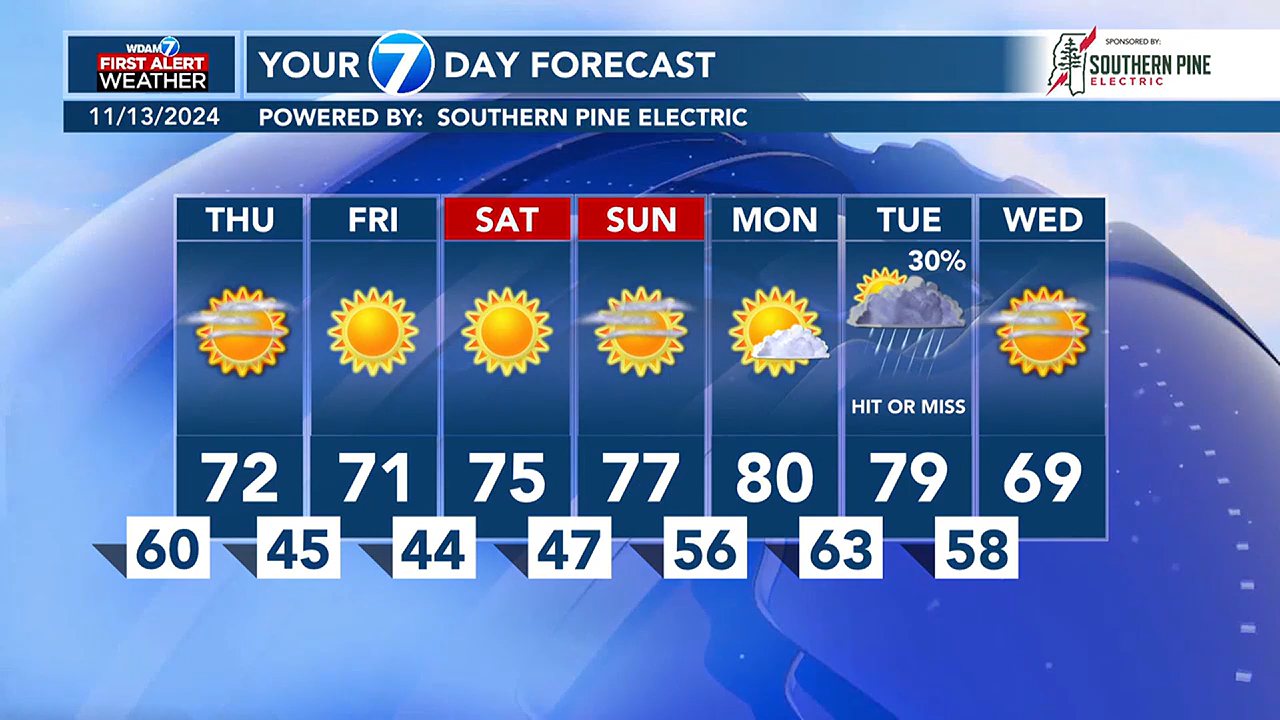 WDAM 7
FIRST ALERT
WEATHER
YOUR 7 DAY FORECAST
SPONSORED BY:
SOUTHERN PINE
ELECTRIC
11/13/2024
POWERED BY: SOUTHERN PINE ELECTRIC
THU FRI SAT SUN MON TUE WED
30%
HIT OR MISS
72 71 75 77 80 79 69
60 45 44 47 56 63 58